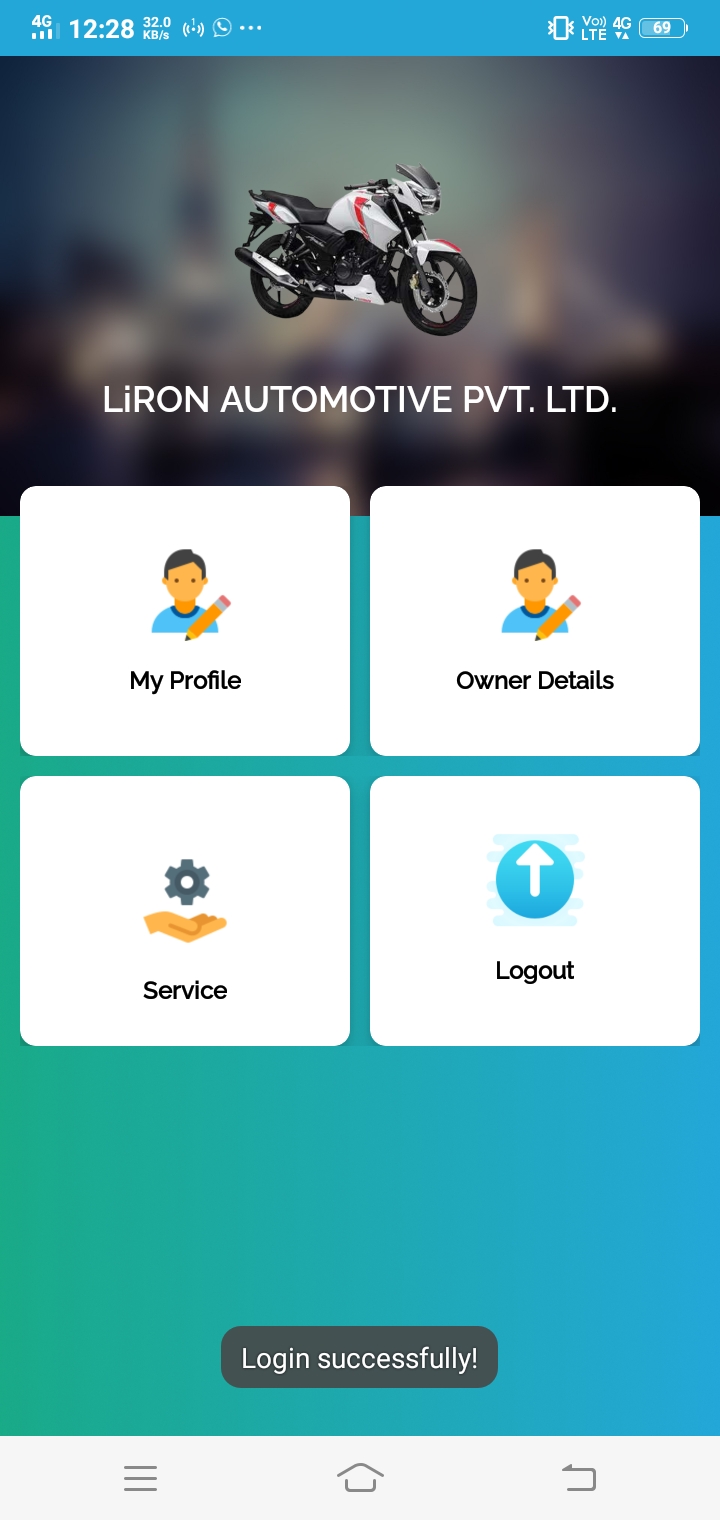 4G 12:28 32.0 KB/s
Vo)) LTE 4G 69
LiRON AUTOMOTIVE PVT. LTD.
My Profile
Owner Details
Service
Logout
Login successfully!